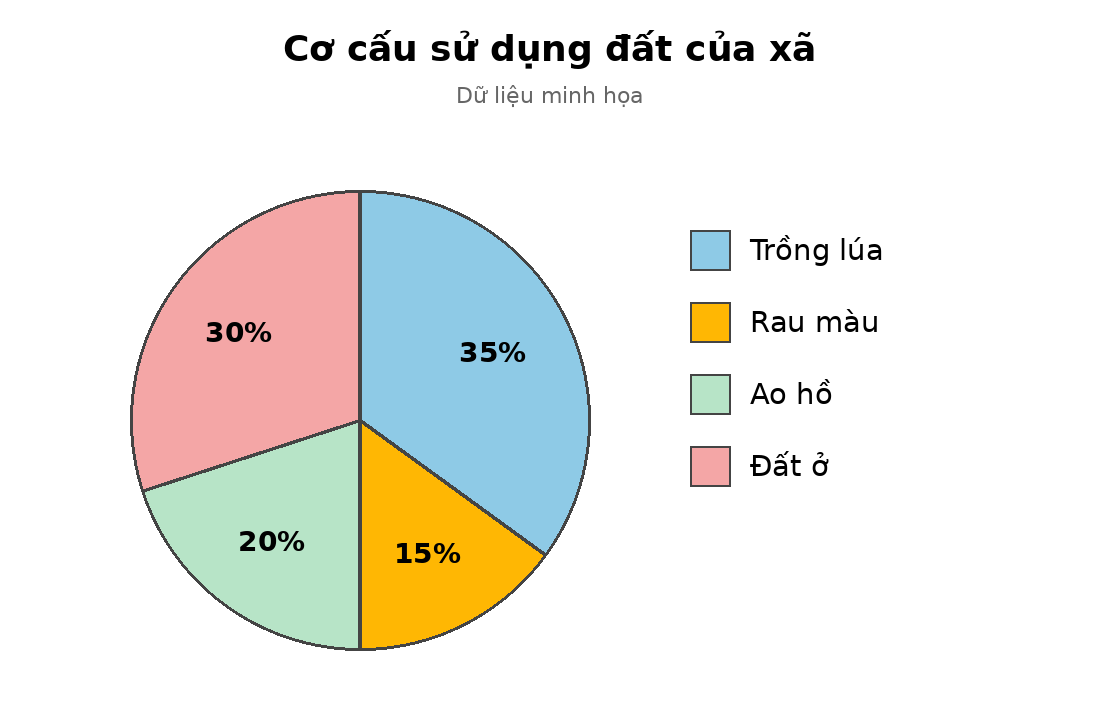 Cơ cấu sử dụng đất của xã
Dữ liệu minh họa
30%
35%
20%
15%
Trồng lúa
Rau màu
Ao hồ
Đất ở